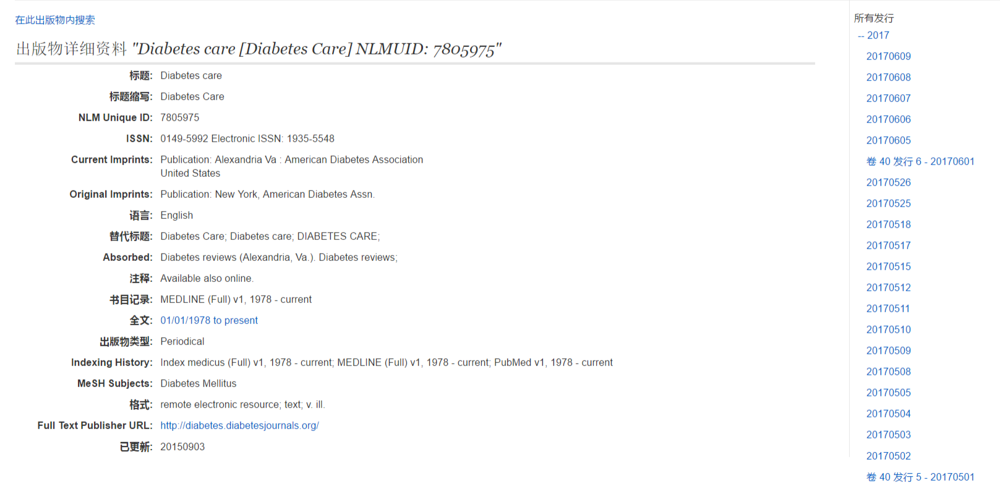 在此出版物内搜索
出版物详细资料 "Diabetes care [Diabetes Care] NLMUID: 7805975"
标题: Diabetes care
标题缩写: Diabetes Care
NLM Unique ID: 7805975
ISSN: 0149-5992 Electronic ISSN: 1935-5548
Current Imprints: Publication: Alexandria Va : American Diabetes Association
United States
Original Imprints: Publication: New York, American Diabetes Assn.
语言: English
替代标题: Diabetes Care; Diabetes care; DIABETES CARE;
Absorbed: Diabetes reviews (Alexandria, Va.). Diabetes reviews;
注释: Available also online.
书目记录: MEDLINE (Full) v1, 1978 - current
全文: 01/01/1978 to present
出版物类型: Periodical
Indexing History: Index medicus (Full) v1, 1978 - current; MEDLINE (Full) v1, 1978 - current; PubMed v1, 1978 - current
MeSH Subjects: Diabetes Mellitus
格式: remote electronic resource; text; v. ill.
Full Text Publisher URL: http://diabetes.diabetesjournals.org/
已更新: 20150903
所有发行
-- 2017
20170609
20170608
20170607
20170606
20170605
卷 40 发行 6 - 20170601
20170526
20170525
20170518
20170517
20170515
20170512
20170511
20170510
20170509
20170508
20170505
20170504
20170503
20170502
卷 40 发行 5 - 20170501